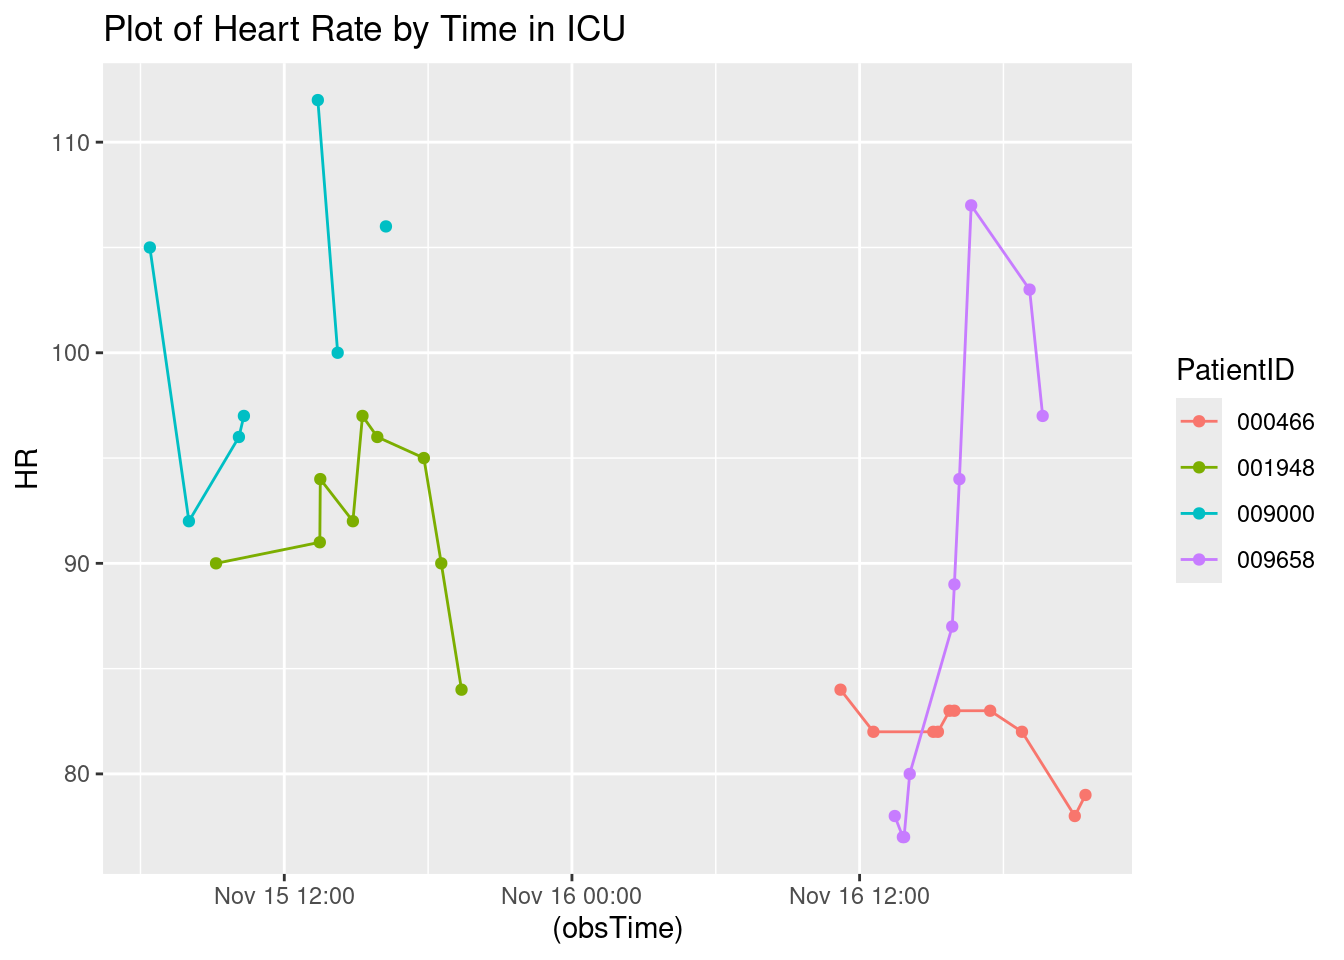 Plot of Heart Rate by Time in ICU
110
100
90
80
HR
Nov 15 12:00
Nov 16 00:00
Nov 16 12:00
(obsTime)
PatientID
000466
001948
009000
009658